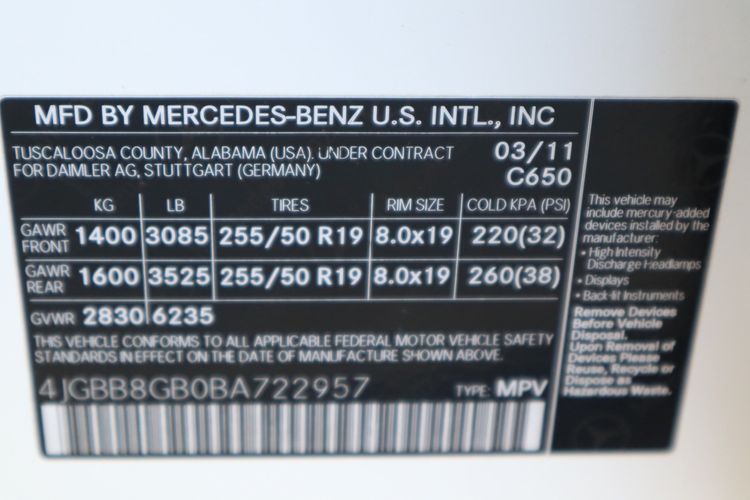 MFD BY MERCEDES-BENZ U.S. INTL., INC
TUSCALOOSA COUNTY, ALABAMA (USA). UNDER CONTRACT
FOR DAIMLER AG, STUTTGART (GERMANY)
03/11
C650
KG LB TIRES RIM SIZE COLD KPA (PSI)
GAWR
FRONT 1400 3085 255/50 R19 8.0x19 220(32)
GAWR
REAR 1600 3525 255/50 R19 8.0x19 260(38)
GVWR 2830 6235
THIS VEHICLE CONFORMS TO ALL APPLICABLE FEDERAL MOTOR VEHICLE SAFETY
STANDARDS IN EFFECT ON THE DATE OF MANUFACTURE SHOWN ABOVE.
4JGBB8GB0BA722957 TYPE: MPV
This vehicle may
include mercury-added
devices installed by the
manufacturer:
• High Intensity
Discharge Headlamps
• Displays
• Back-lit Instruments
Remove Devices
Before Vehicle
Disposal.
Upon Removal of
Devices Please
Reuse, Recycle or
Dispose as
Hazardous Waste.